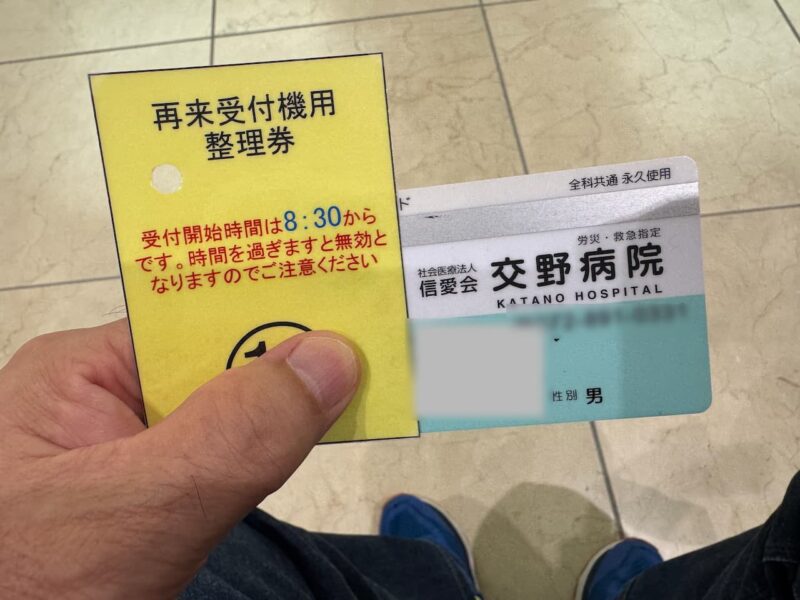 再来受付機用
整理券
受付開始時間は8：30から
です。時間を過ぎますと無効と
なりますのでご注意ください
ド
全科共通 永久使用
労災・救急指定
社会医療法人
信愛会
交野病院
KATANO HOSPITAL
性別 男